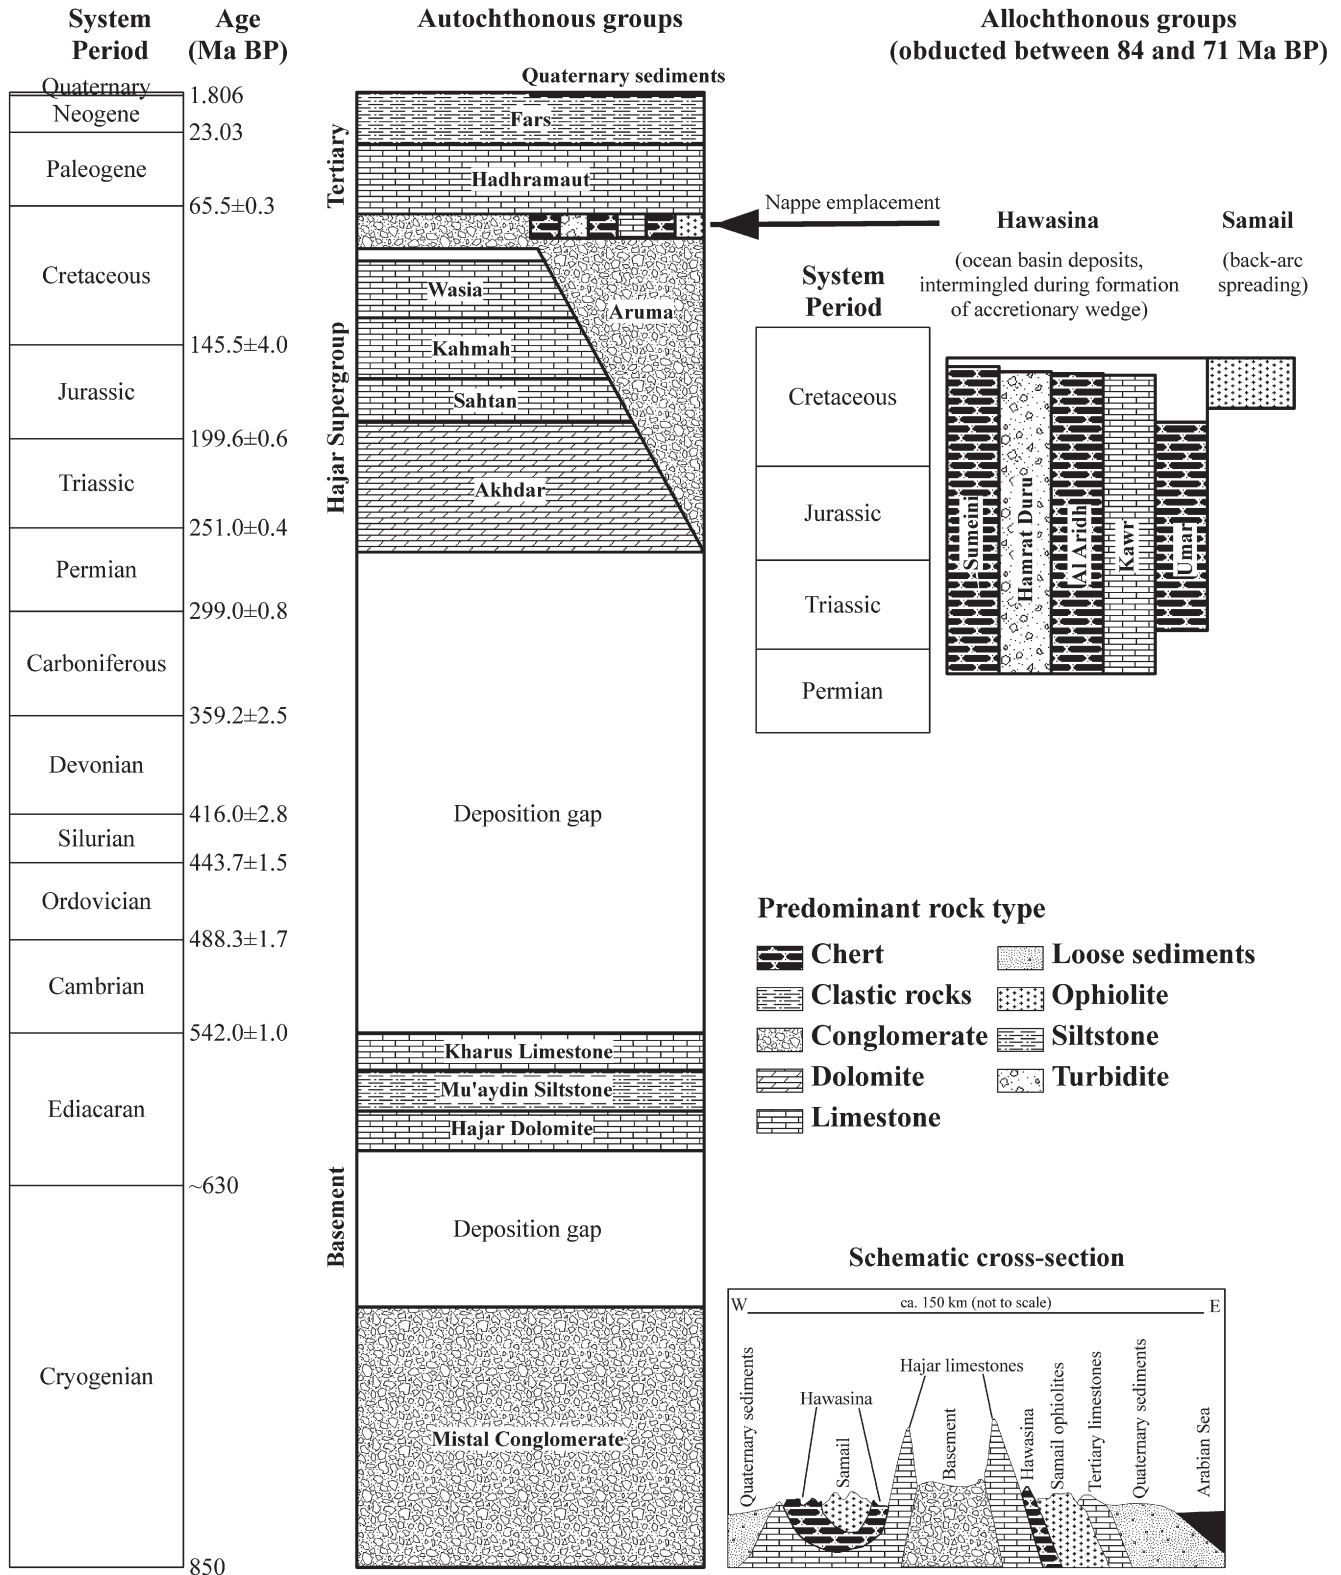 System
Period
Age
(Ma BP)
Autochthonous groups
Allochthonous groups
(obducted between 84 and 71 Ma BP)
Quaternary
1.806
Neogene
23.03
Paleogene
65.5±0.3
Cretaceous
145.5±4.0
Jurassic
199.6±0.6
Triassic
251.0±0.4
Permian
299.0±0.8
Carboniferous
359.2±2.5
Devonian
416.0±2.8
Silurian
443.7±1.5
Ordovician
488.3±1.7
Cambrian
542.0±1.0
Ediacaran
~630
Cryogenian
850
Tertiary
Hajar Supergroup
Basement
Quaternary sediments
Fars
Hadhramaut
Wasia
Aruma
Kahmah
Sahtan
Akhdar
Deposition gap
Kharus Limestone
Mu'aydin Siltstone
Hajar Dolomite
Deposition gap
Mistal Conglomerate
Nappe emplacement
Hawasina
(ocean basin deposits,
intermingled during formation
of accretionary wedge)
Samail
(back-arc
spreading)
System
Period
Cretaceous
Jurassic
Triassic
Permian
Sumeini
Hamrat Duru
Al Aridh
Kawr
Umar
Predominant rock type
Chert
Clastic rocks
Conglomerate
Dolomite
Limestone
Loose sediments
Ophiolite
Siltstone
Turbidite
Schematic cross-section
W
ca. 150 km (not to scale)
E
Quaternary sediments
Hawasina
Samail
Hajar limestones
Basement
Hawasina
Samail ophiolites
Tertiary limestones
Quaternary sediments
Arabian Sea